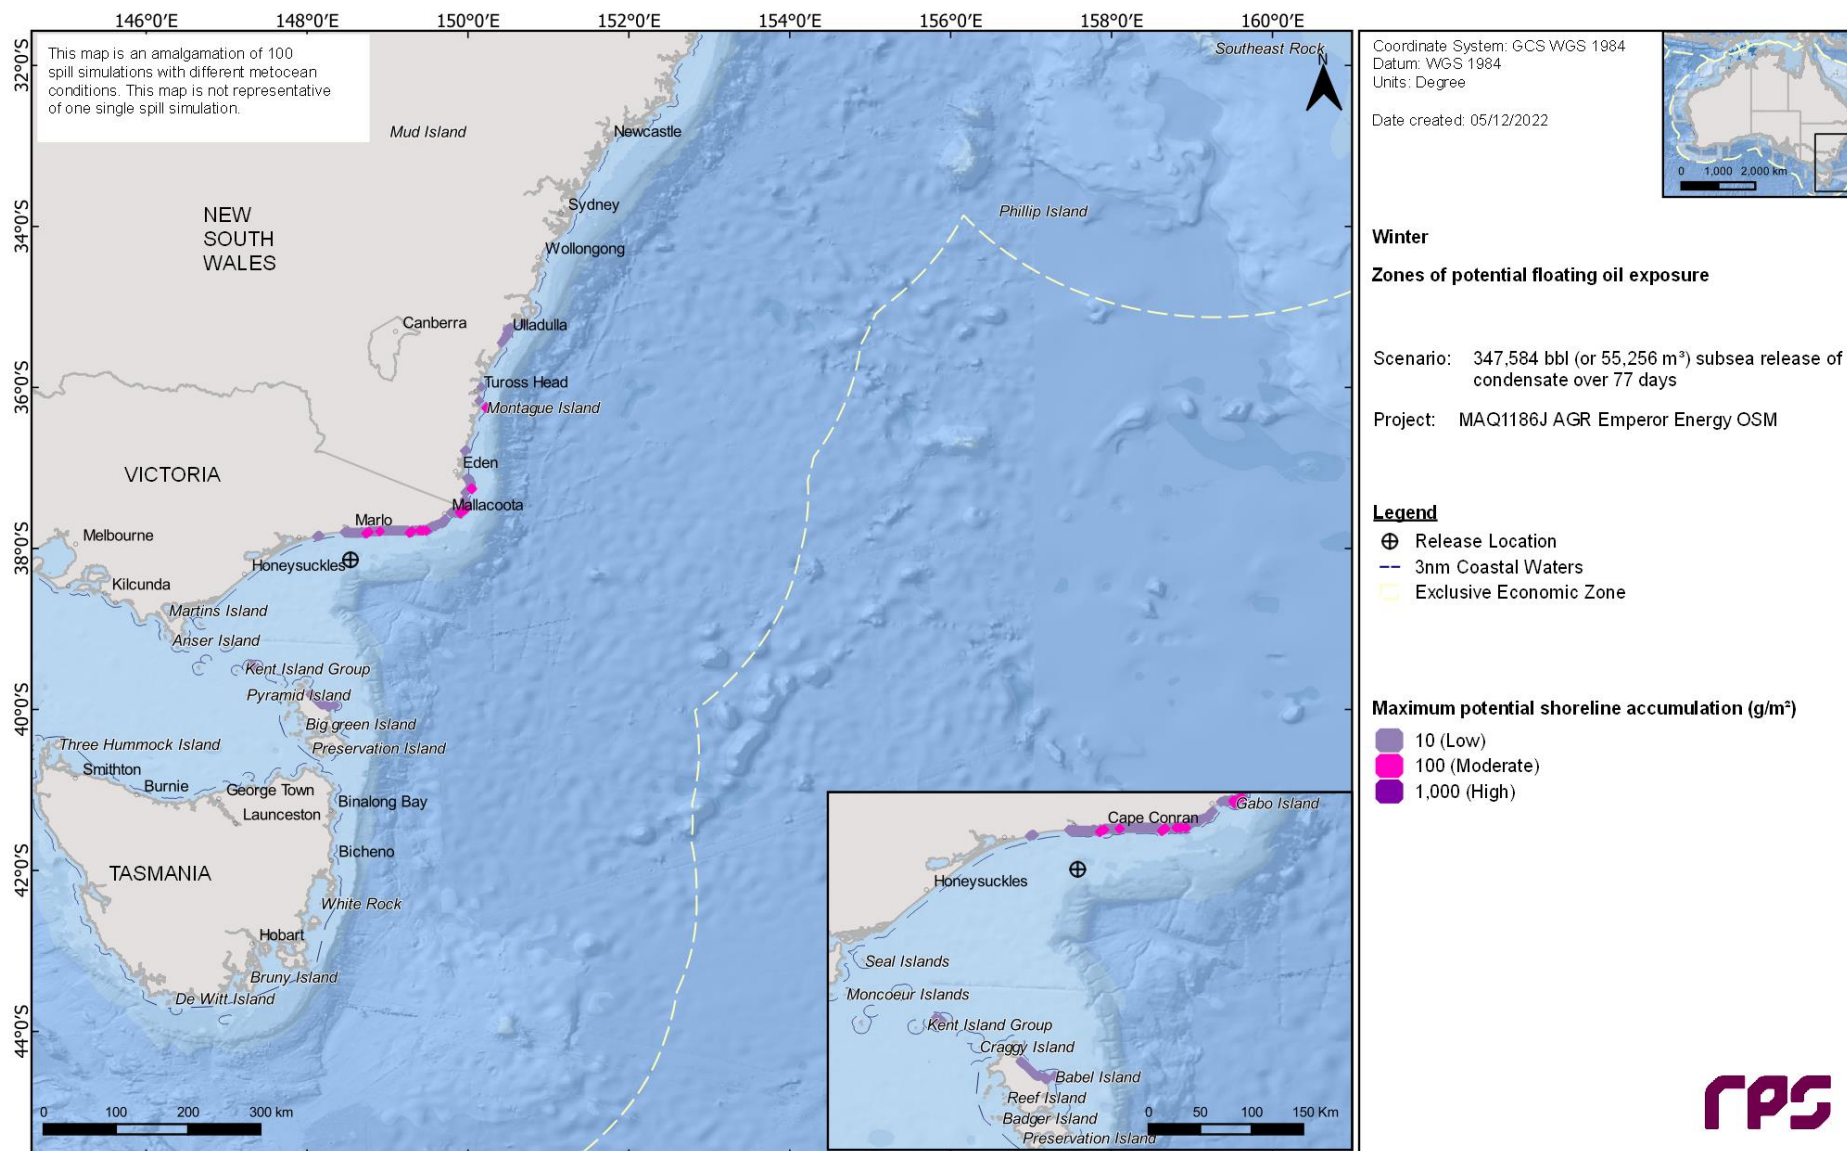 146°0'E 148°0'E 150°0'E 152°0'E 154°0'E 156°0'E 158°0'E 160°0'E
32°S
34°S
36°S
38°S
40°S
42°S
44°S
This map is an amalgamation of 100
spill simulations with different metocean
conditions. This map is not representative
of one single spill simulation.
Southeast Rock
N
Mud Island
Newcastle
NEW
SOUTH
WALES
Sydney
Phillip Island
Wollongong
Canberra
Ulladulla
Tuross Head
Montague Island
VICTORIA
Eden
Mallacoota
Marlo
Melbourne
Honeysuckles
Kilcunda
Martins Island
Anser Island
Kent Island Group
Pyramid Island
Big green Island
Preservation Island
Three Hummock Island
Smithton
Burnie
George Town
Binalong Bay
Launceston
Bicheno
TASMANIA
White Rock
Hobart
Bruny Island
De Witt Island
0 100 200 300 km
Gabo Island
Cape Conran
Honeysuckles
Seal Islands
Moncoeur Islands
Kent Island Group
Craggy Island
Babel Island
Reef Island
Badger Island
Preservation Island
0 50 100 150 Km
Coordinate System: GCS WGS 1984
Datum: WGS 1984
Units: Degree
Date created: 05/12/2022
0 1,000 2,000 km
Winter
Zones of potential floating oil exposure
Scenario: 347,584 bbl (or 55,256 m³) subsea release of
condensate over 77 days
Project: MAQ1186J AGR Emperor Energy OSM
Legend
Release Location
3nm Coastal Waters
Exclusive Economic Zone
Maximum potential shoreline accumulation (g/m²)
10 (Low)
100 (Moderate)
1,000 (High)
rps